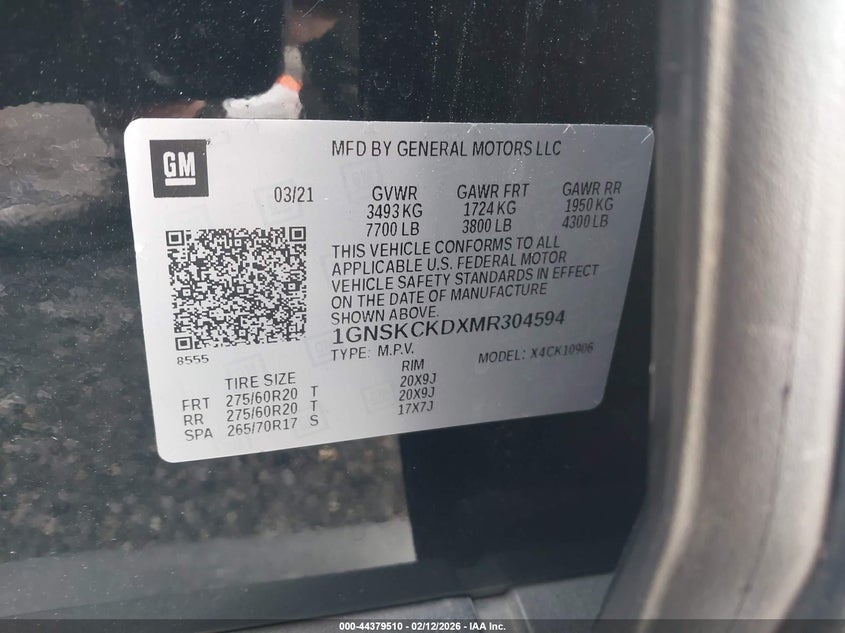 GM
MFD BY GENERAL MOTORS LLC
03/21
GVWR GAWR FRT GAWR RR
3493 KG 1724 KG 1950 KG
7700 LB 3800 LB 4300 LB
THIS VEHICLE CONFORMS TO ALL
APPLICABLE U.S. FEDERAL MOTOR
VEHICLE SAFETY STANDARDS IN EFFECT
ON THE DATE OF MANUFACTURE
SHOWN ABOVE.
1GNSKCKDXMR304594
8555
TYPE: M.P.V. MODEL: X4CK10906
TIRE SIZE RIM
FRT 275/60R20 T 20X9J
RR 275/60R20 T 20X9J
SPA 265/70R17 S 17X7J
000-44379510 - 02/12/2026 - IAA Inc.